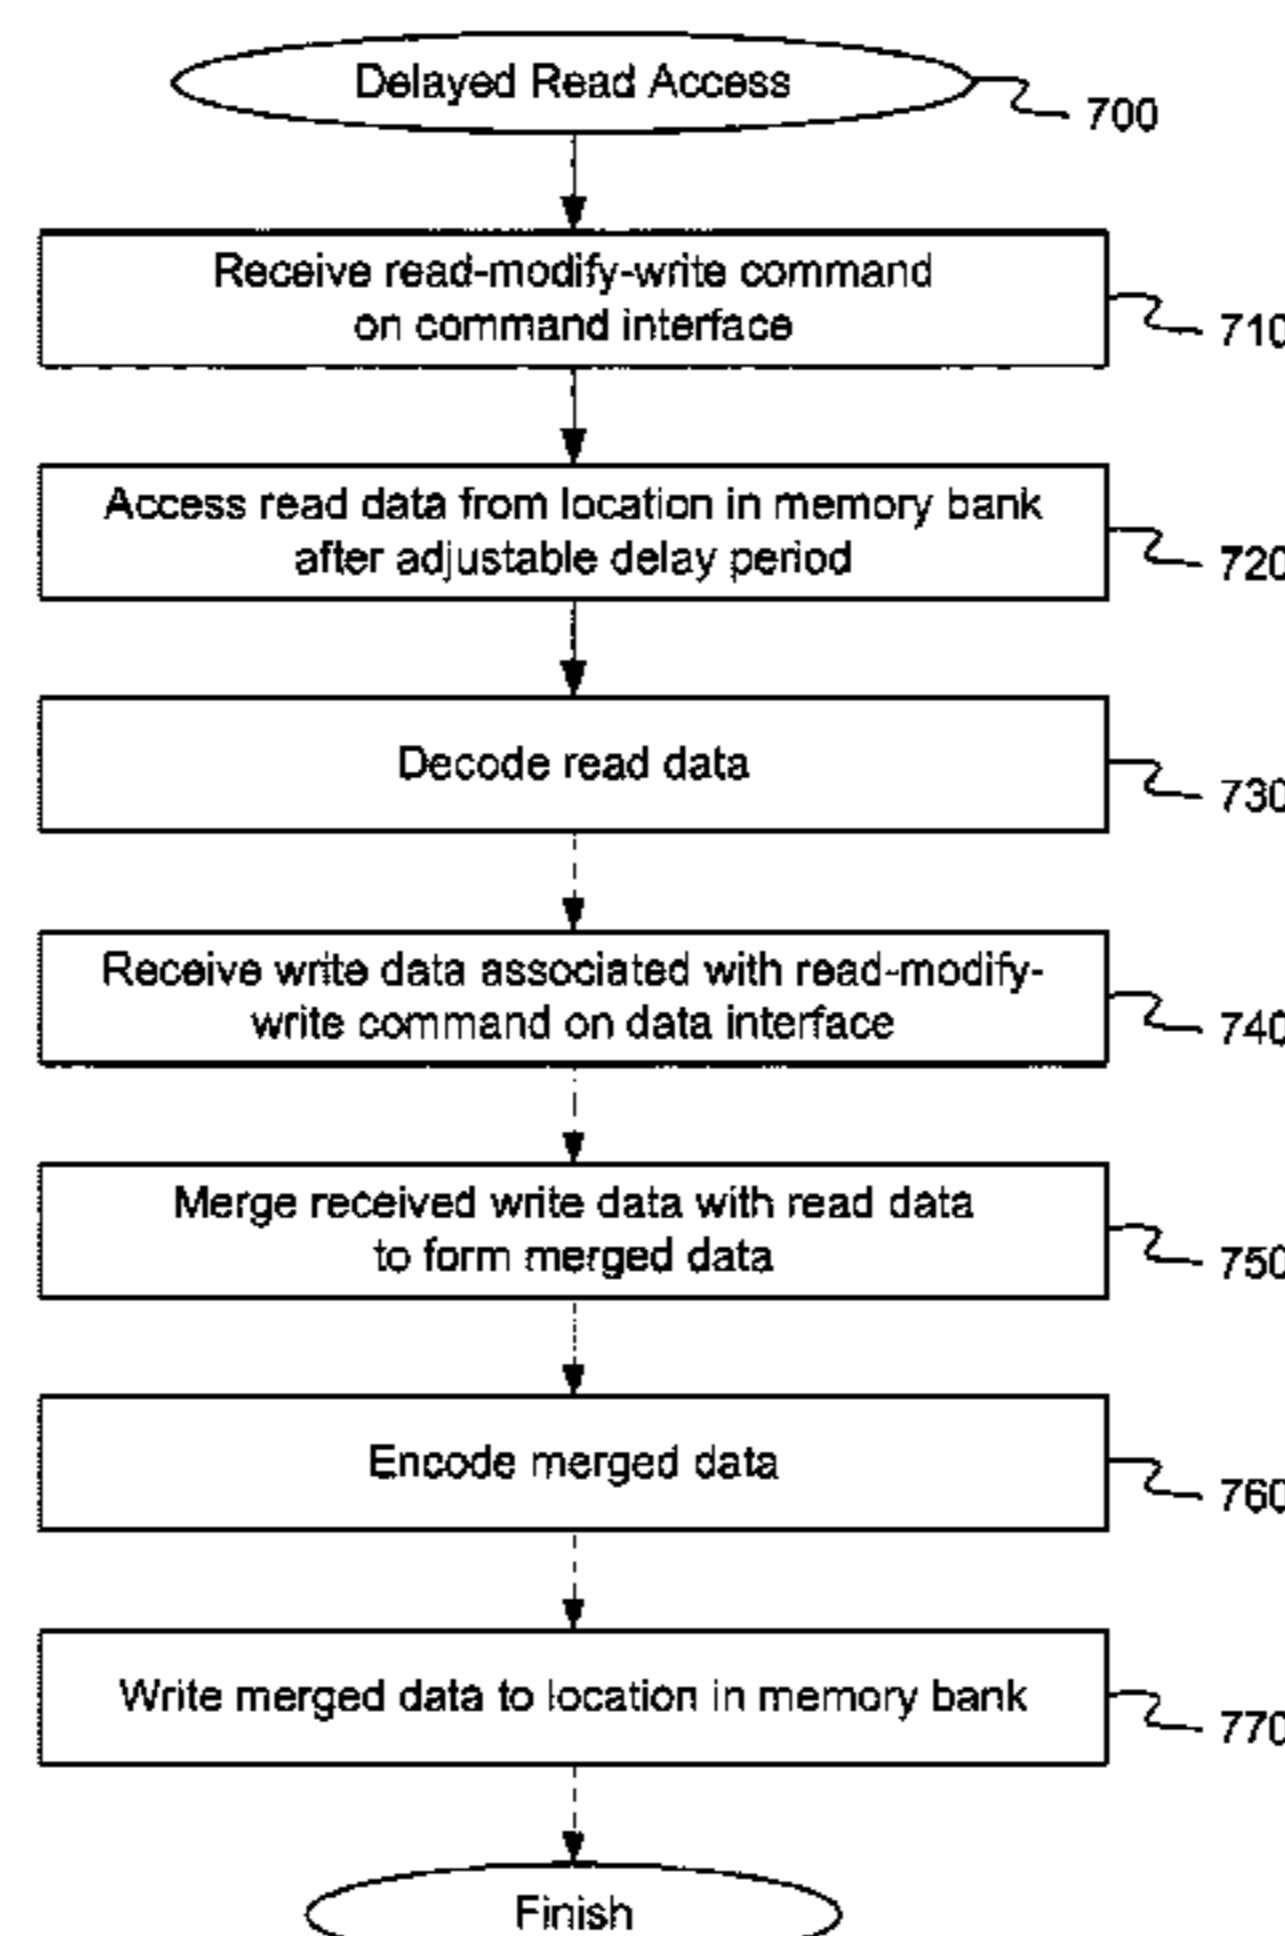 Delayed Read Access
700
Receive read-modify-write command
on command interface
710
Access read data from location in memory bank
after adjustable delay period
720
Decode read data
730
Receive write data associated with read-modify-
write command on data interface
740
Merge received write data with read data
to form merged data
750
Encode merged data
760
Write merged data to location in memory bank
770
Finish